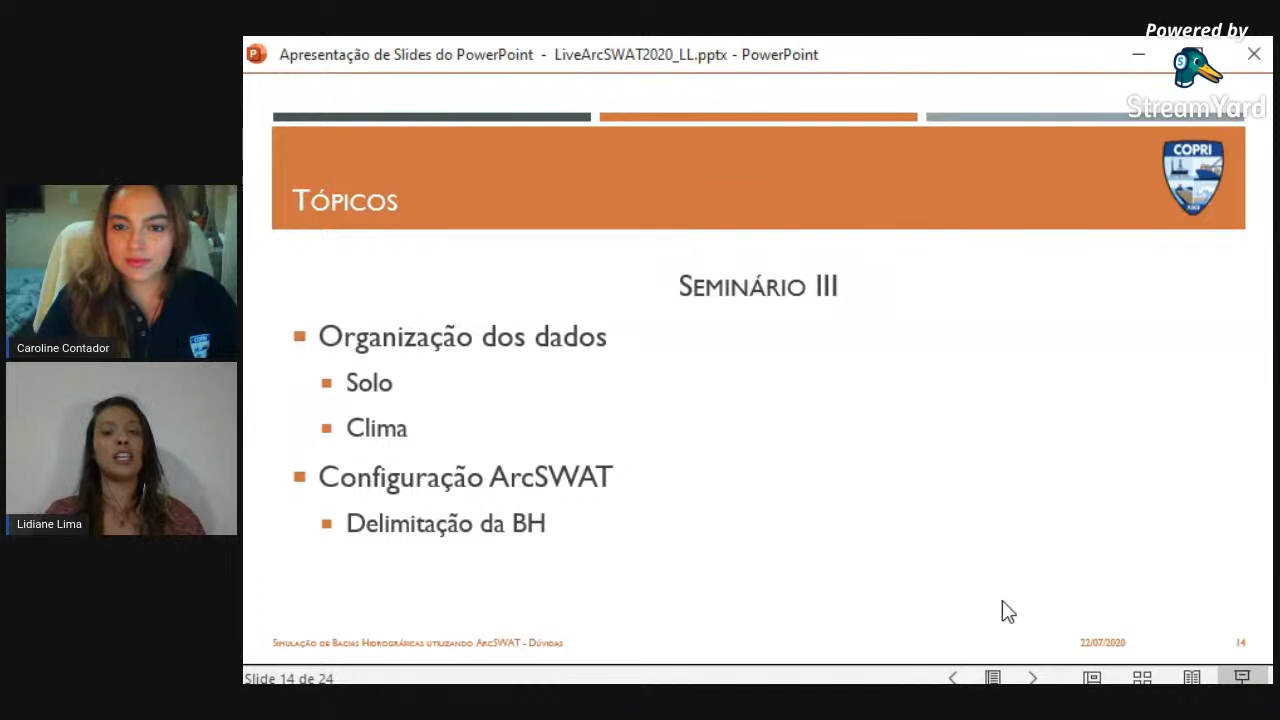 Powered by
StreamYard
Apresentação de Slides do PowerPoint - LiveArcSWAT2020_LL.pptx - PowerPoint
COPRI
TÓPICOS
SEMINÁRIO III
Organização dos dados
Solo
Clima
Configuração ArcSWAT
Delimitação da BH
Caroline Contador
COPRI
Lidiane Lima
SIMULAÇÃO DE BACIAS HIDROGRÁFICAS UTILIZANDO ARCSWAT - DÚVIDAS
22/07/2020
14
Slide 14 de 24